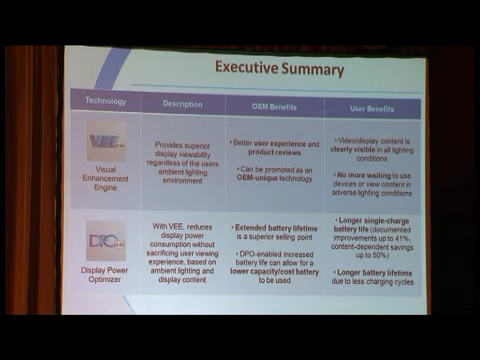 Executive Summary
Technology
Description
OEM Benefits
User Benefits
VEE
Visual
Enhancement
Engine
Provides superior
display viewability
regardless of the users
ambient lighting
environment
• Better user experience and
product reviews
• Can be promoted as an
OEM-unique technology
• Video/display content is
clearly visible in all lighting
conditions
• No more waiting to use
devices or view content in
adverse lighting conditions
DPO
Display Power
Optimizer
With VEE, reduces display
power consumption without
sacrificing user viewing
experience, based on
ambient lighting and
display content
• Extended battery lifetime
is a superior selling point
• DPO-enabled increased
battery life can allow for a
lower capacity/cost battery
to be used
• Longer single-charge
battery life (documented
improvements up to 41%,
content-dependent savings
up to 50%)
• Longer battery lifetime
due to less charging cycles